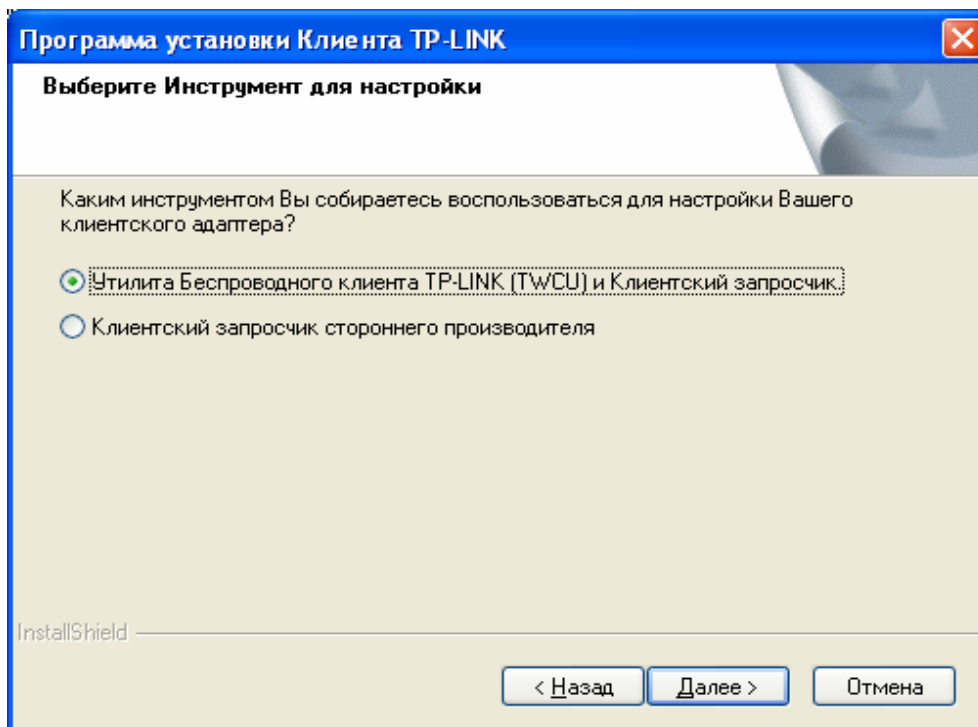 Программа установки Клиента TP-LINK
Выберите Инструмент для настройки
Каким инструментом Вы собираетесь воспользоваться для настройки Вашего
клиентского адаптера?
Утилита Беспроводного клиента TP-LINK (TWCU) и Клиентский запросчик.
Клиентский запросчик стороннего производителя
InstallShield
< Назад
Далее >
Отмена